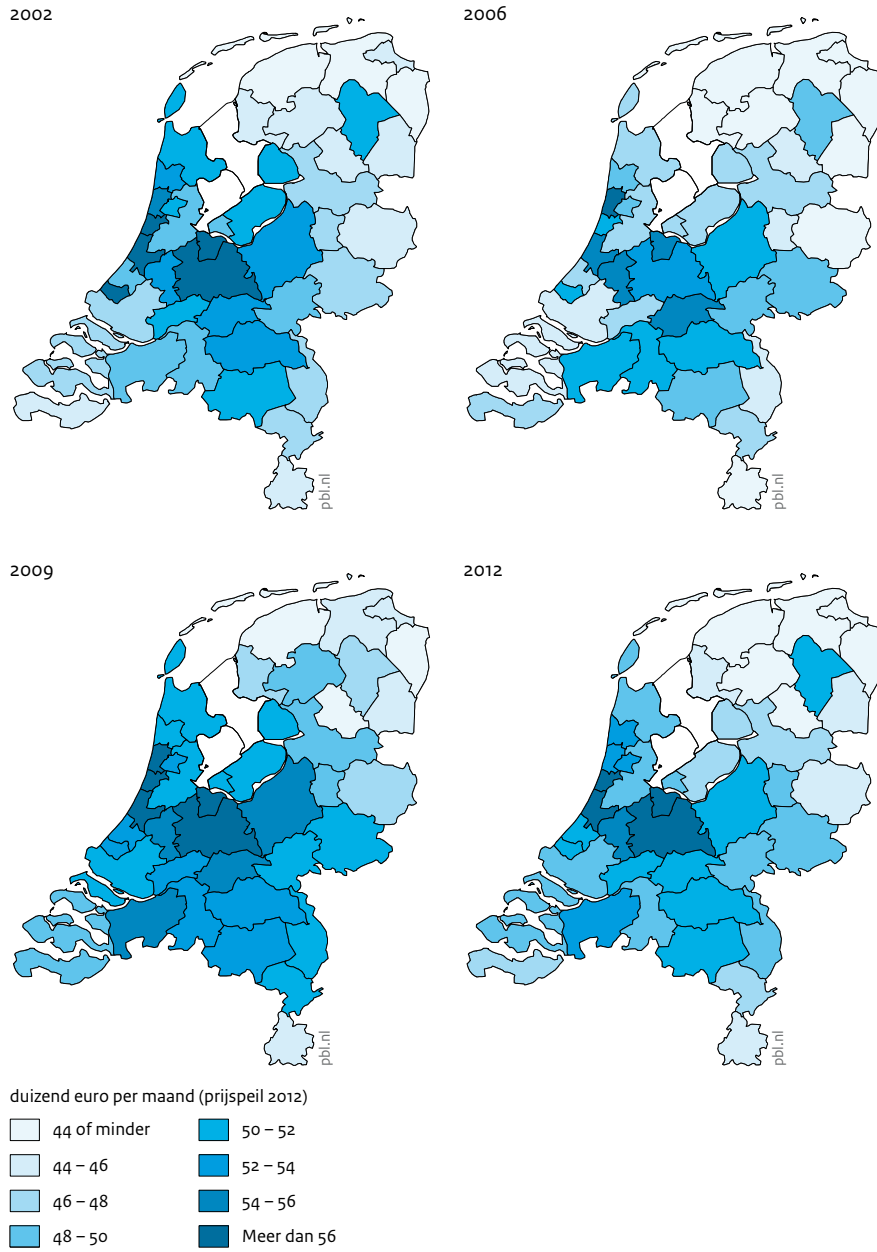 2002
2006
pbl.nl
pbl.nl
2009
2012
pbl.nl
pbl.nl
duizend euro per maand (prijspeil 2012)
44 of minder
50 – 52
44 – 46
52 – 54
46 – 48
54 – 56
48 – 50
Meer dan 56